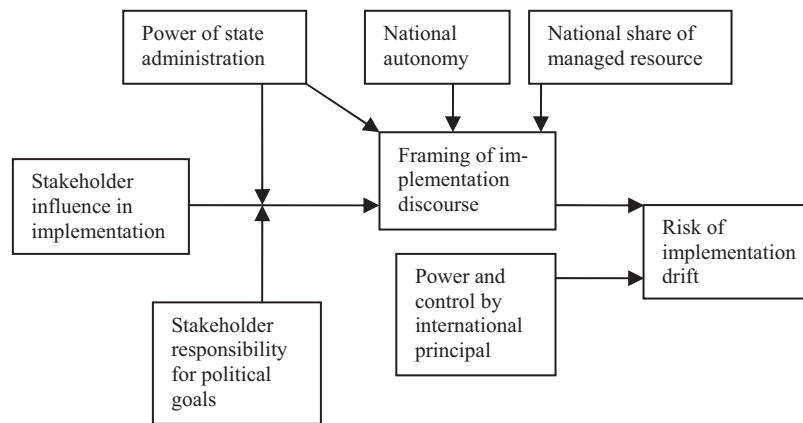 Power of state
administration
National
autonomy
National share of
managed resource
Framing of im-
plementation
discourse
Stakeholder
influence in
implementation
Risk of
implementation
drift
Power and
control by
international
principal
Stakeholder
responsibility
for political
goals